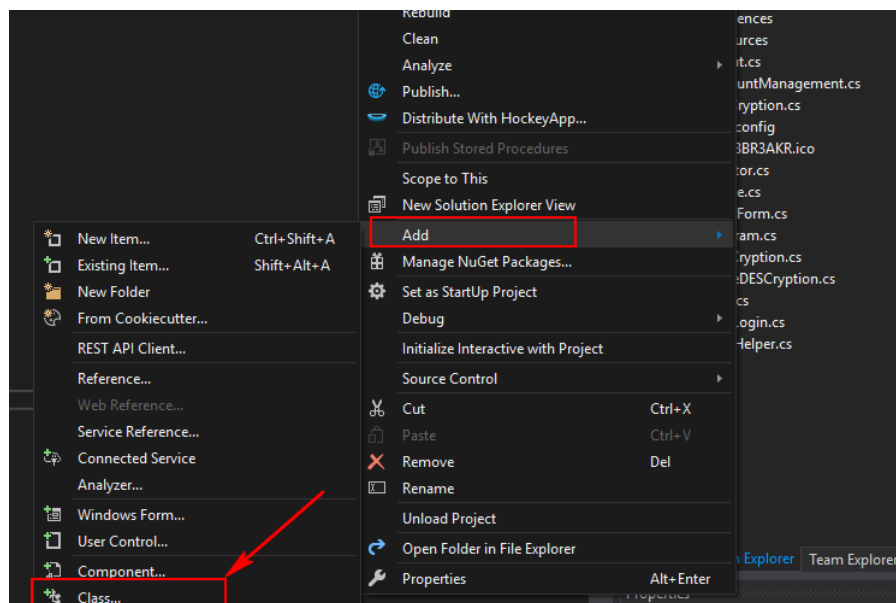 Rebuild
Clean
Analyze
Publish...
Distribute With HockeyApp...
Publish Stored Procedures
Scope to This
New Solution Explorer View
Add
Manage NuGet Packages...
Set as StartUp Project
Debug
Initialize Interactive with Project
Source Control
Cut Ctrl+X
Paste Ctrl+V
Remove Del
Rename
Unload Project
Open Folder in File Explorer
Properties Alt+Enter
New Item... Ctrl+Shift+A
Existing Item... Shift+Alt+A
New Folder
From Cookiecutter...
REST API Client...
Reference...
Web Reference...
Service Reference...
Connected Service
Analyzer...
Windows Form...
User Control...
Component...
Class...
ences
urces
it.cs
untManagement.cs
ryption.cs
config
3BR3AKR.ico
tor.cs
e.cs
Form.cs
ram.cs
ryption.cs
eDESCryption.cs
cs
Login.cs
Helper.cs
Explorer Team Explorer
Properties